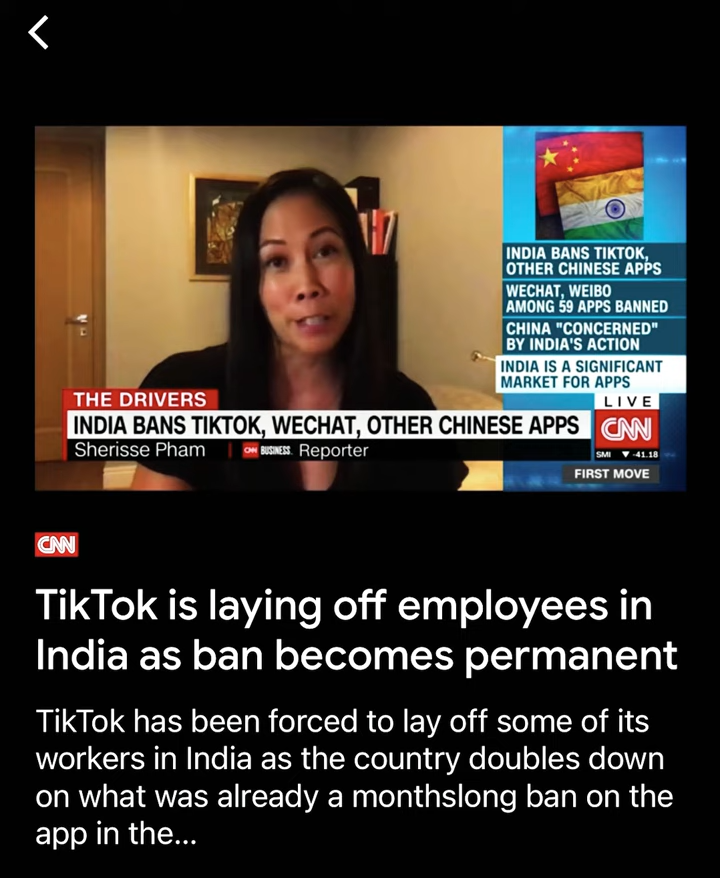 INDIA BANS TIKTOK,
OTHER CHINESE APPS
WECHAT, WEIBO
AMONG 59 APPS BANNED
CHINA "CONCERNED"
BY INDIA'S ACTION
INDIA IS A SIGNIFICANT
MARKET FOR APPS
THE DRIVERS
INDIA BANS TIKTOK, WECHAT, OTHER CHINESE APPS
Sherisse Pham | CNN BUSINESS. Reporter
LIVE
CNN
SMI ▼ -41.18
FIRST MOVE
CNN
TikTok is laying off employees in
India as ban becomes permanent
TikTok has been forced to lay off some of its
workers in India as the country doubles down
on what was already a monthslong ban on the
app in the...